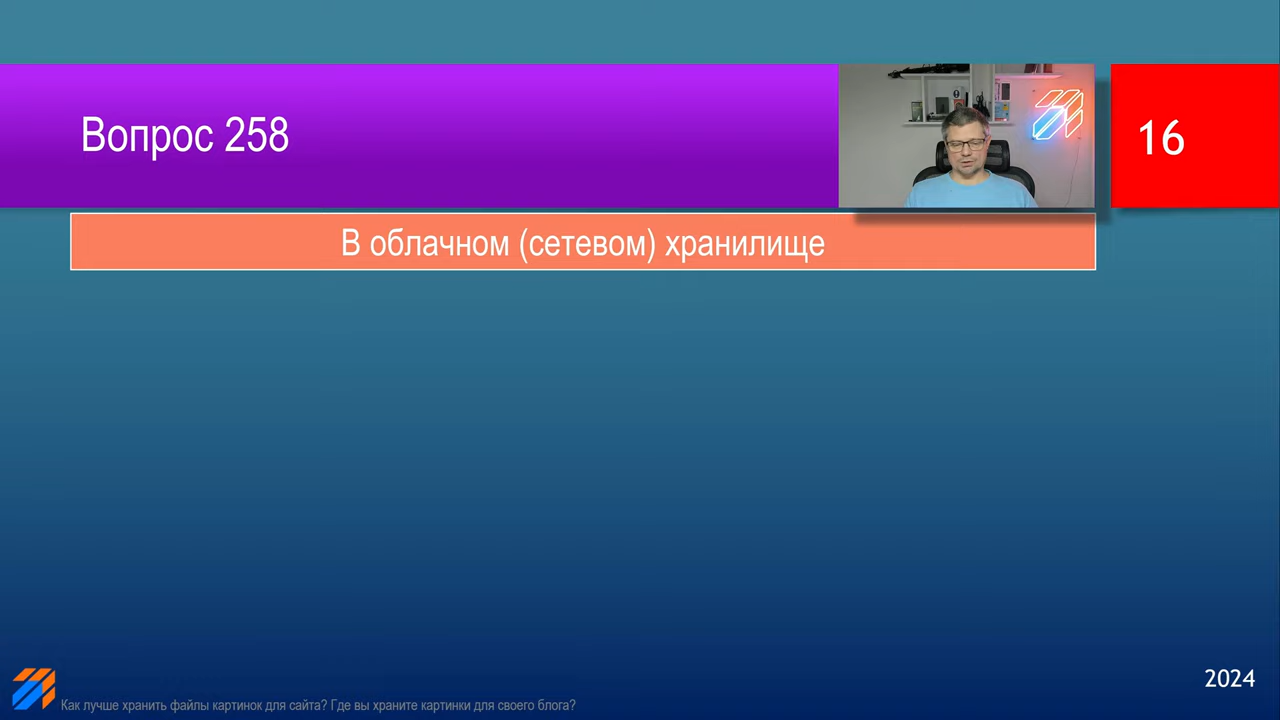 Вопрос 258
16
В облачном (сетевом) хранилище
2024
Как лучше хранить файлы картинок для сайта? Где вы храните картинки для своего блога?